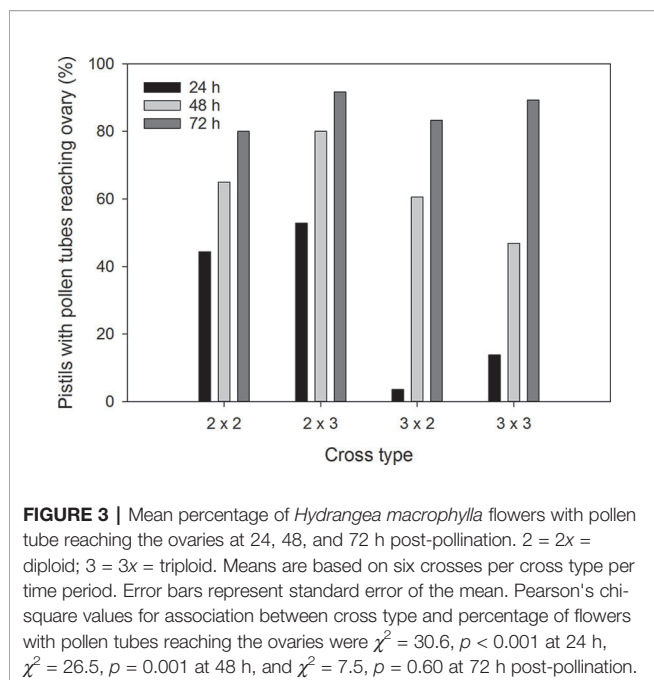 Pistils with pollen tubes reaching ovary (%)
100
80
60
40
20
0
24 h
48 h
72 h
2 x 2
2 x 3
3 x 2
3 x 3
Cross type
FIGURE 3 | Mean percentage of Hydrangea macrophylla flowers with pollen
tube reaching the ovaries at 24, 48, and 72 h post-pollination. 2 = 2x =
diploid; 3 = 3x = triploid. Means are based on six crosses per cross type per
time period. Error bars represent standard error of the mean. Pearson's chi-
square values for association between cross type and percentage of flowers
with pollen tubes reaching the ovaries were χ² = 30.6, p < 0.001 at 24 h,
χ² = 26.5, p = 0.001 at 48 h, and χ² = 7.5, p = 0.60 at 72 h post-pollination.